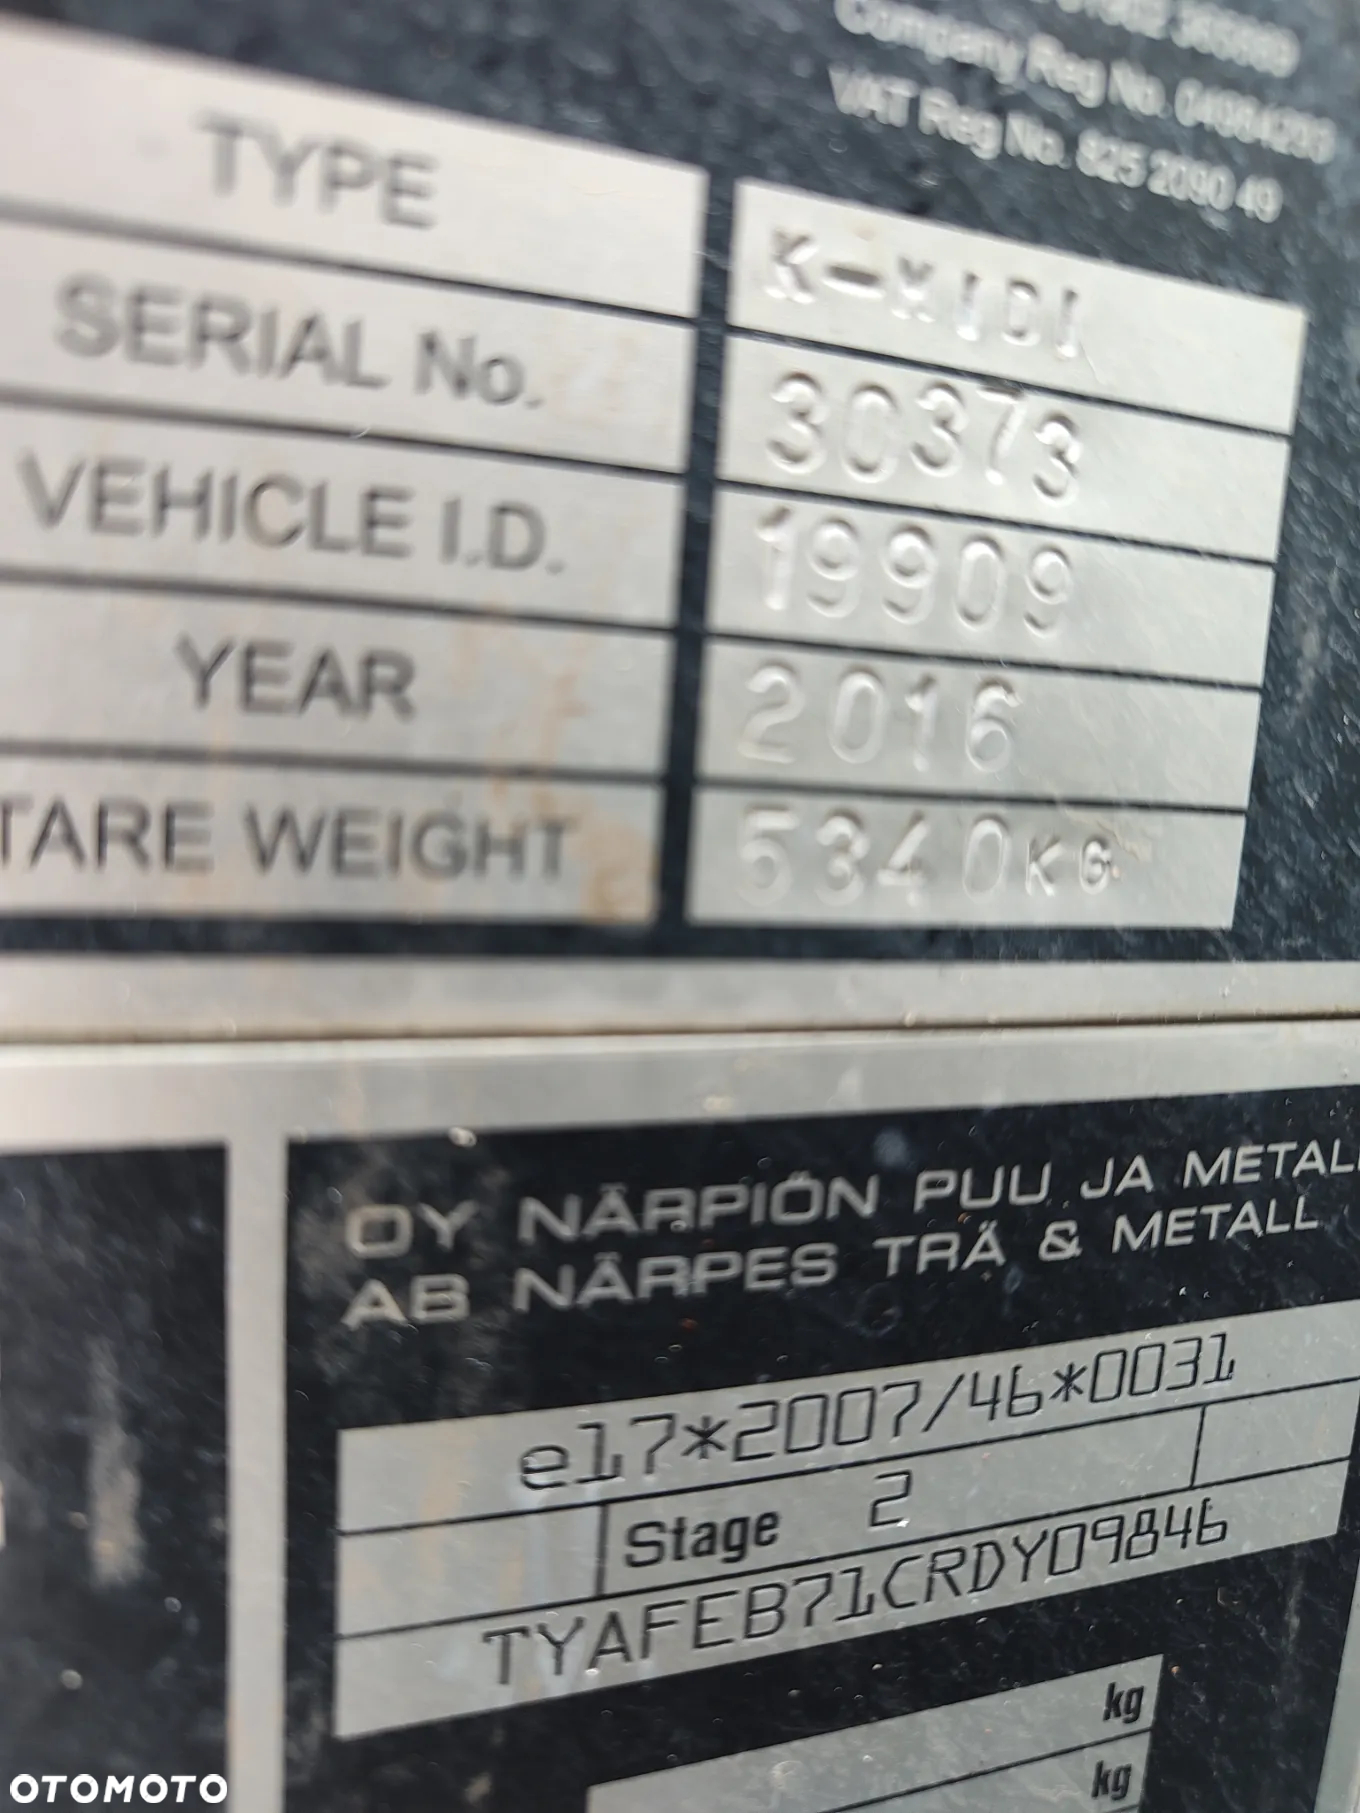 Company Reg No. 04084293
VAT Reg No. 825 2090 49
TYPE K-MIDI
SERIAL No. 30373
VEHICLE I.D. 19909
YEAR 2016
TARE WEIGHT 5340KG
OY NÄRPIÖN PUU JA METAL
AB NÄRPES TRÄ & METALL
e17*2007/46*0031
Stage 2
TYAFEB71CRDY09846
kg
kg
OTOMOTO